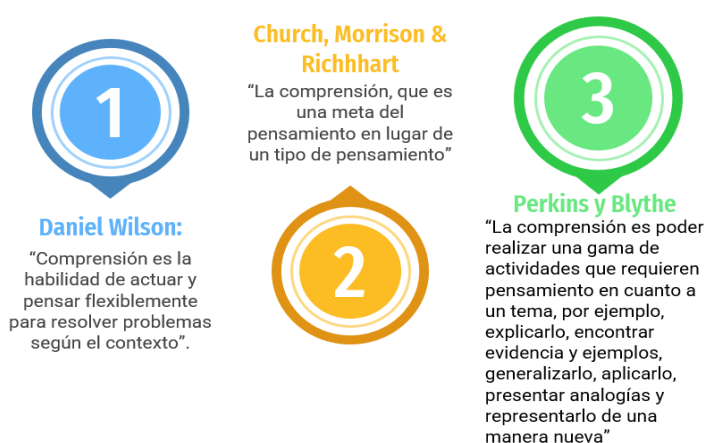 1
Daniel Wilson:
“Comprensión es la
habilidad de actuar y
pensar flexiblemente
para resolver problemas
según el contexto”.
Church, Morrison &
Richhhart
“La comprensión, que es
una meta del
pensamiento en lugar de
un tipo de pensamiento”
2
3
Perkins y Blythe
“La comprensión es poder
realizar una gama de
actividades que requieren
pensamiento en cuanto a
un tema, por ejemplo,
explicarlo, encontrar
evidencia y ejemplos,
generalizarlo, aplicarlo,
presentar analogías y
representarlo de una
manera nueva”